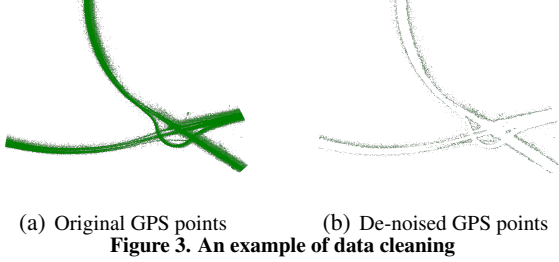 (a) Original GPS points
(b) De-noised GPS points
Figure 3. An example of data cleaning